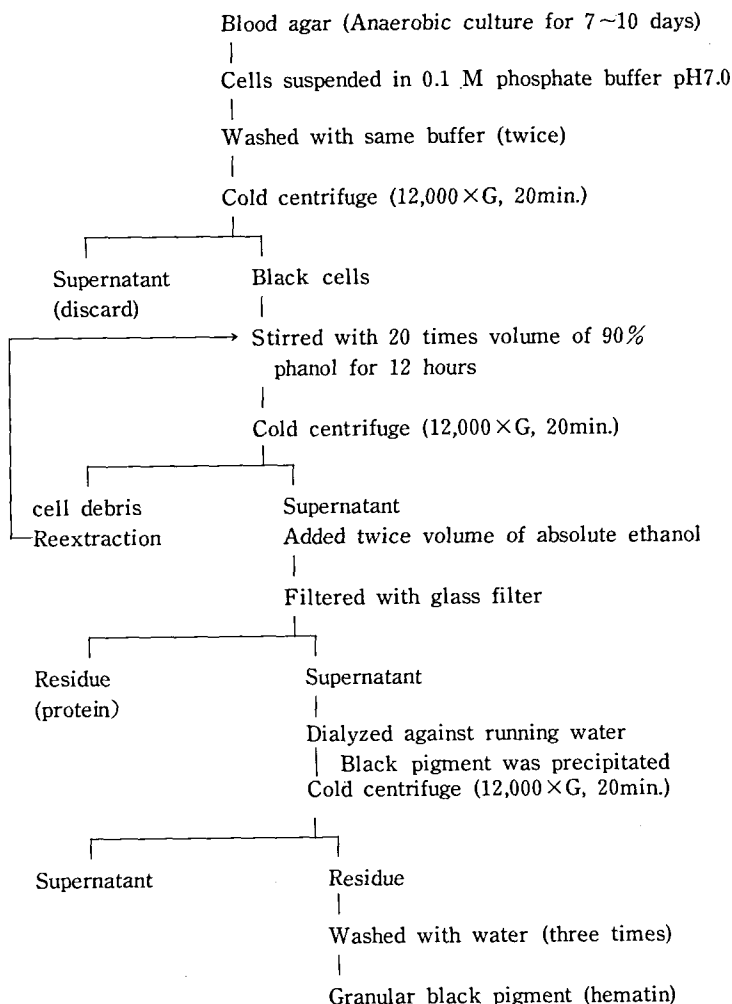 Blood agar (Anaerobic culture for 7~10 days)
Cells suspended in 0.1 M phosphate buffer pH7.0
Washed with same buffer (twice)
Cold centrifuge (12,000×G, 20min.)
Supernatant
(discard)
Black cells
Stirred with 20 times volume of 90%
phanol for 12 hours
Cold centrifuge (12,000×G, 20min.)
cell debris
Reextraction
Supernatant
Added twice volume of absolute ethanol
Filtered with glass filter
Residue
(protein)
Supernatant
Dialyzed against running water
Black pigment was precipitated
Cold centrifuge (12,000×G, 20min.)
Supernatant
Residue
Washed with water (three times)
Granular black pigment (hematin)